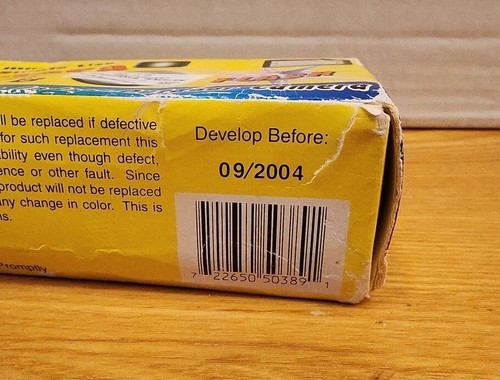 FLASH
ll be replaced if defective
for such replacement this
bility even though defect,
ence or other fault. Since
product will not be replaced
any change in color. This is
s.
Promptly
Develop Before:
09/2004
7 22650 50389 1